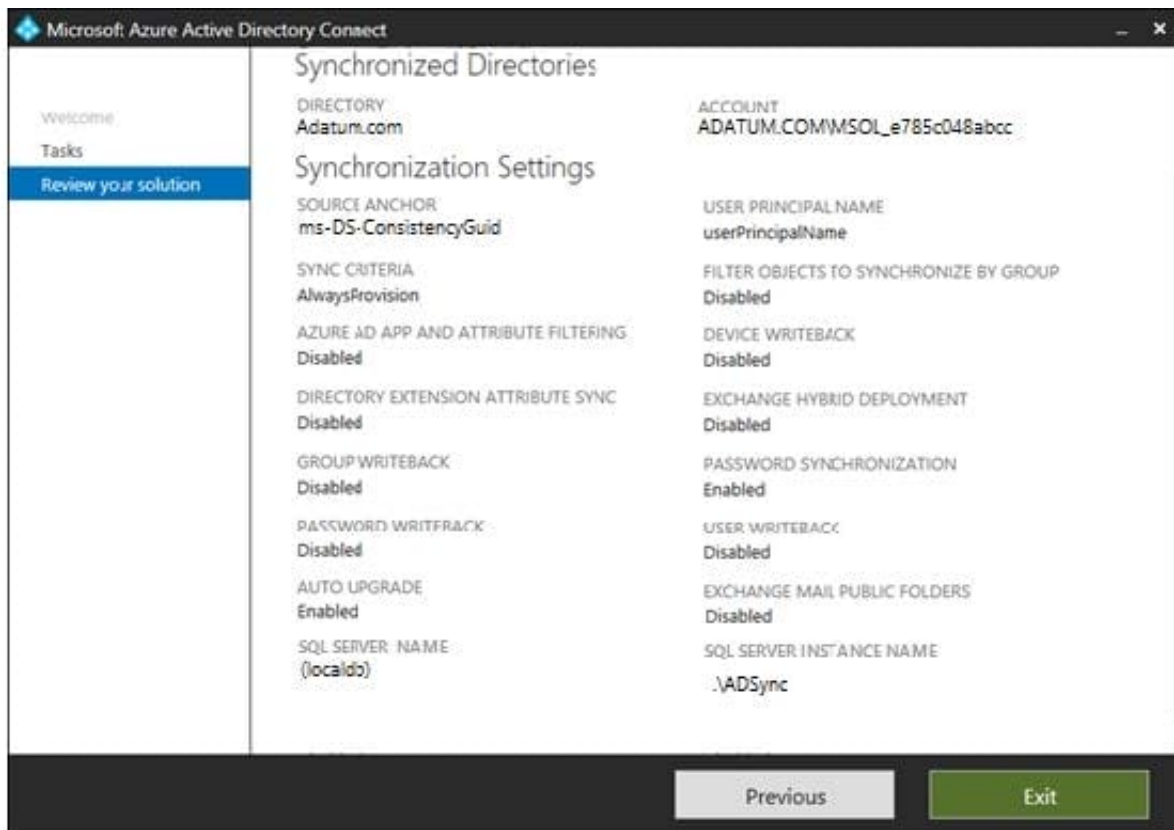 Microsoft Azure Active Directory Connect
Welcome
Tasks
Review your solution
Synchronized Directories
DIRECTORY
Adatum.com
ACCOUNT
ADATUM.COM\MSOL_e785c048abcc
Synchronization Settings
SOURCE ANCHOR
ms-DS-ConsistencyGuid
USER PRINCIPAL NAME
userPrincipalName
SYNC CRITERIA
AlwaysProvision
FILTER OBJECTS TO SYNCHRONIZE BY GROUP
Disabled
AZURE AD APP AND ATTRIBUTE FILTERING
Disabled
DEVICE WRITEBACK
Disabled
DIRECTORY EXTENSION ATTRIBUTE SYNC
Disabled
EXCHANGE HYBRID DEPLOYMENT
Disabled
GROUP WRITEBACK
Disabled
PASSWORD SYNCHRONIZATION
Enabled
PASSWORD WRITEBACK
Disabled
USER WRITEBACK
Disabled
AUTO UPGRADE
Enabled
EXCHANGE MAIL PUBLIC FOLDERS
Disabled
SQL SERVER NAME
(localdb)
SQL SERVER INSTANCE NAME
.\ADSync
Previous
Exit